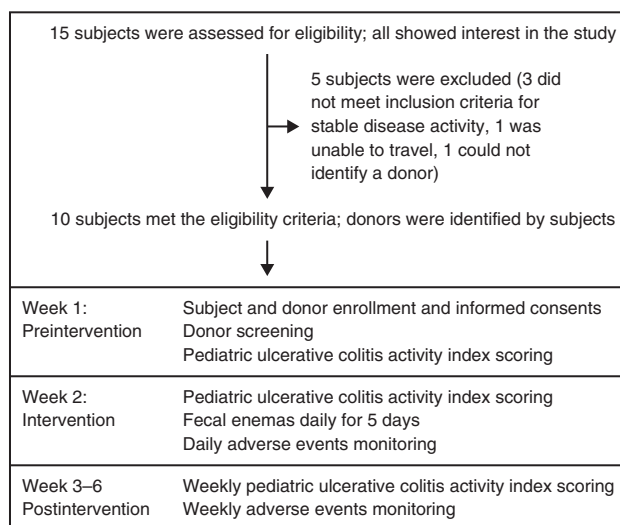 15 subjects were assessed for eligibility; all showed interest in the study
5 subjects were excluded (3 did
not meet inclusion criteria for
stable disease activity, 1 was
unable to travel, 1 could not
identify a donor)
10 subjects met the eligibility criteria; donors were identified by subjects
Week 1:
Preintervention
Subject and donor enrollment and informed consents
Donor screening
Pediatric ulcerative colitis activity index scoring
Week 2:
Intervention
Pediatric ulcerative colitis activity index scoring
Fecal enemas daily for 5 days
Daily adverse events monitoring
Week 3–6
Postintervention
Weekly pediatric ulcerative colitis activity index scoring
Weekly adverse events monitoring